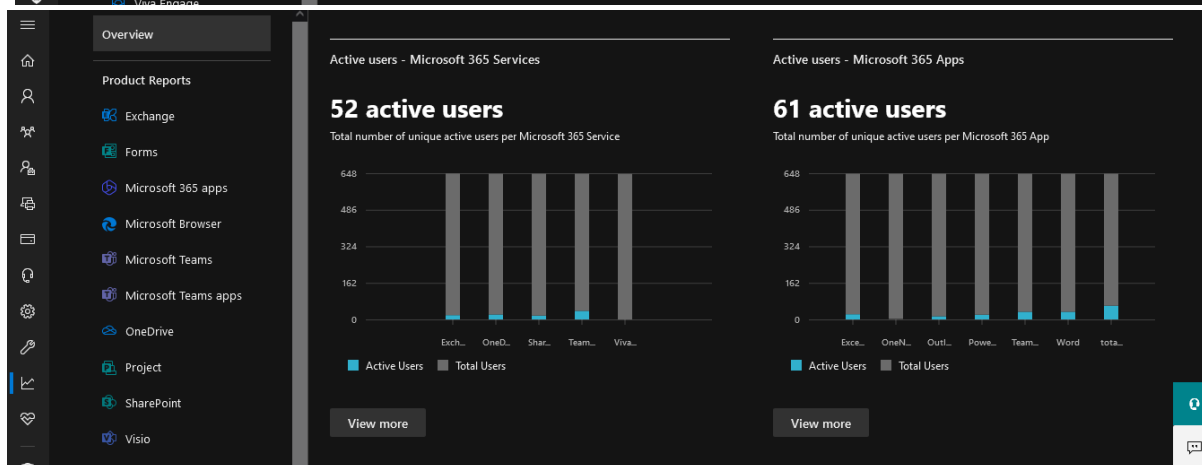 Viva Engage
Overview
Product Reports
Exchange
Forms
Microsoft 365 apps
Microsoft Browser
Microsoft Teams
Microsoft Teams apps
OneDrive
Project
SharePoint
Visio
Active users - Microsoft 365 Services
52 active users
Total number of unique active users per Microsoft 365 Service
648
486
324
162
0
Exch... OneD... Shar... Team... Viva...
Active Users Total Users
View more
Active users - Microsoft 365 Apps
61 active users
Total number of unique active users per Microsoft 365 App
648
486
324
162
0
Exce... OneN... Outl... Powe... Team... Word tota...
Active Users Total Users
View more